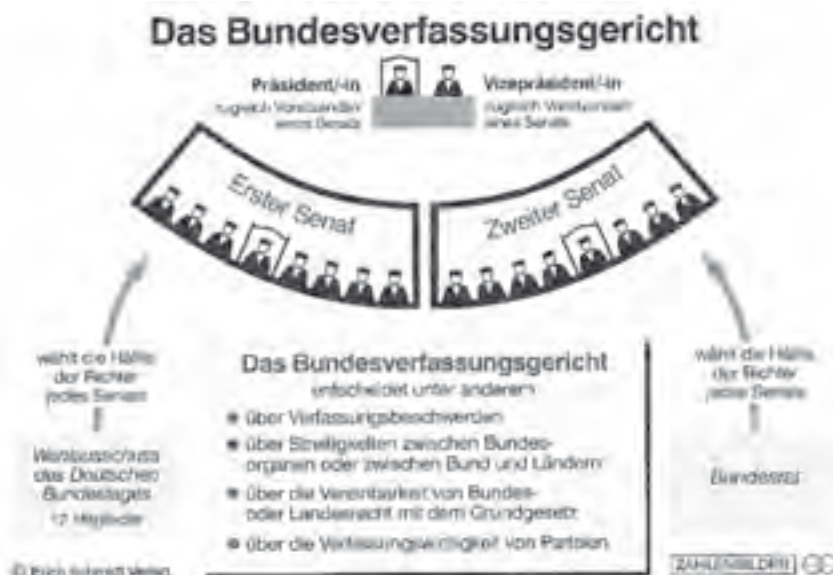 Das Bundesverfassungsgericht
Präsident/-in
zugleich Vorsitzender
eines Senats
Vizepräsident/-in
zugleich Vorsitzender
eines Senats
Erster Senat
Zweiter Senat
wählt die Hälfte
der Richter
jedes Senats
Wahlausschuss
des Deutschen
Bundestages
12 Mitglieder
Das Bundesverfassungsgericht
entscheidet unter anderem
über Verfassungsbeschwerden
über Streitigkeiten zwischen Bundes-
organen oder zwischen Bund und Ländern
über die Vereinbarkeit von Bundes-
oder Landesrecht mit dem Grundgesetz
über die Verfassungswidrigkeit von Parteien
wählt die Hälfte
der Richter
jedes Senats
Bundesrat
© Erich Schmidt Verlag
ZAHLENBILDER